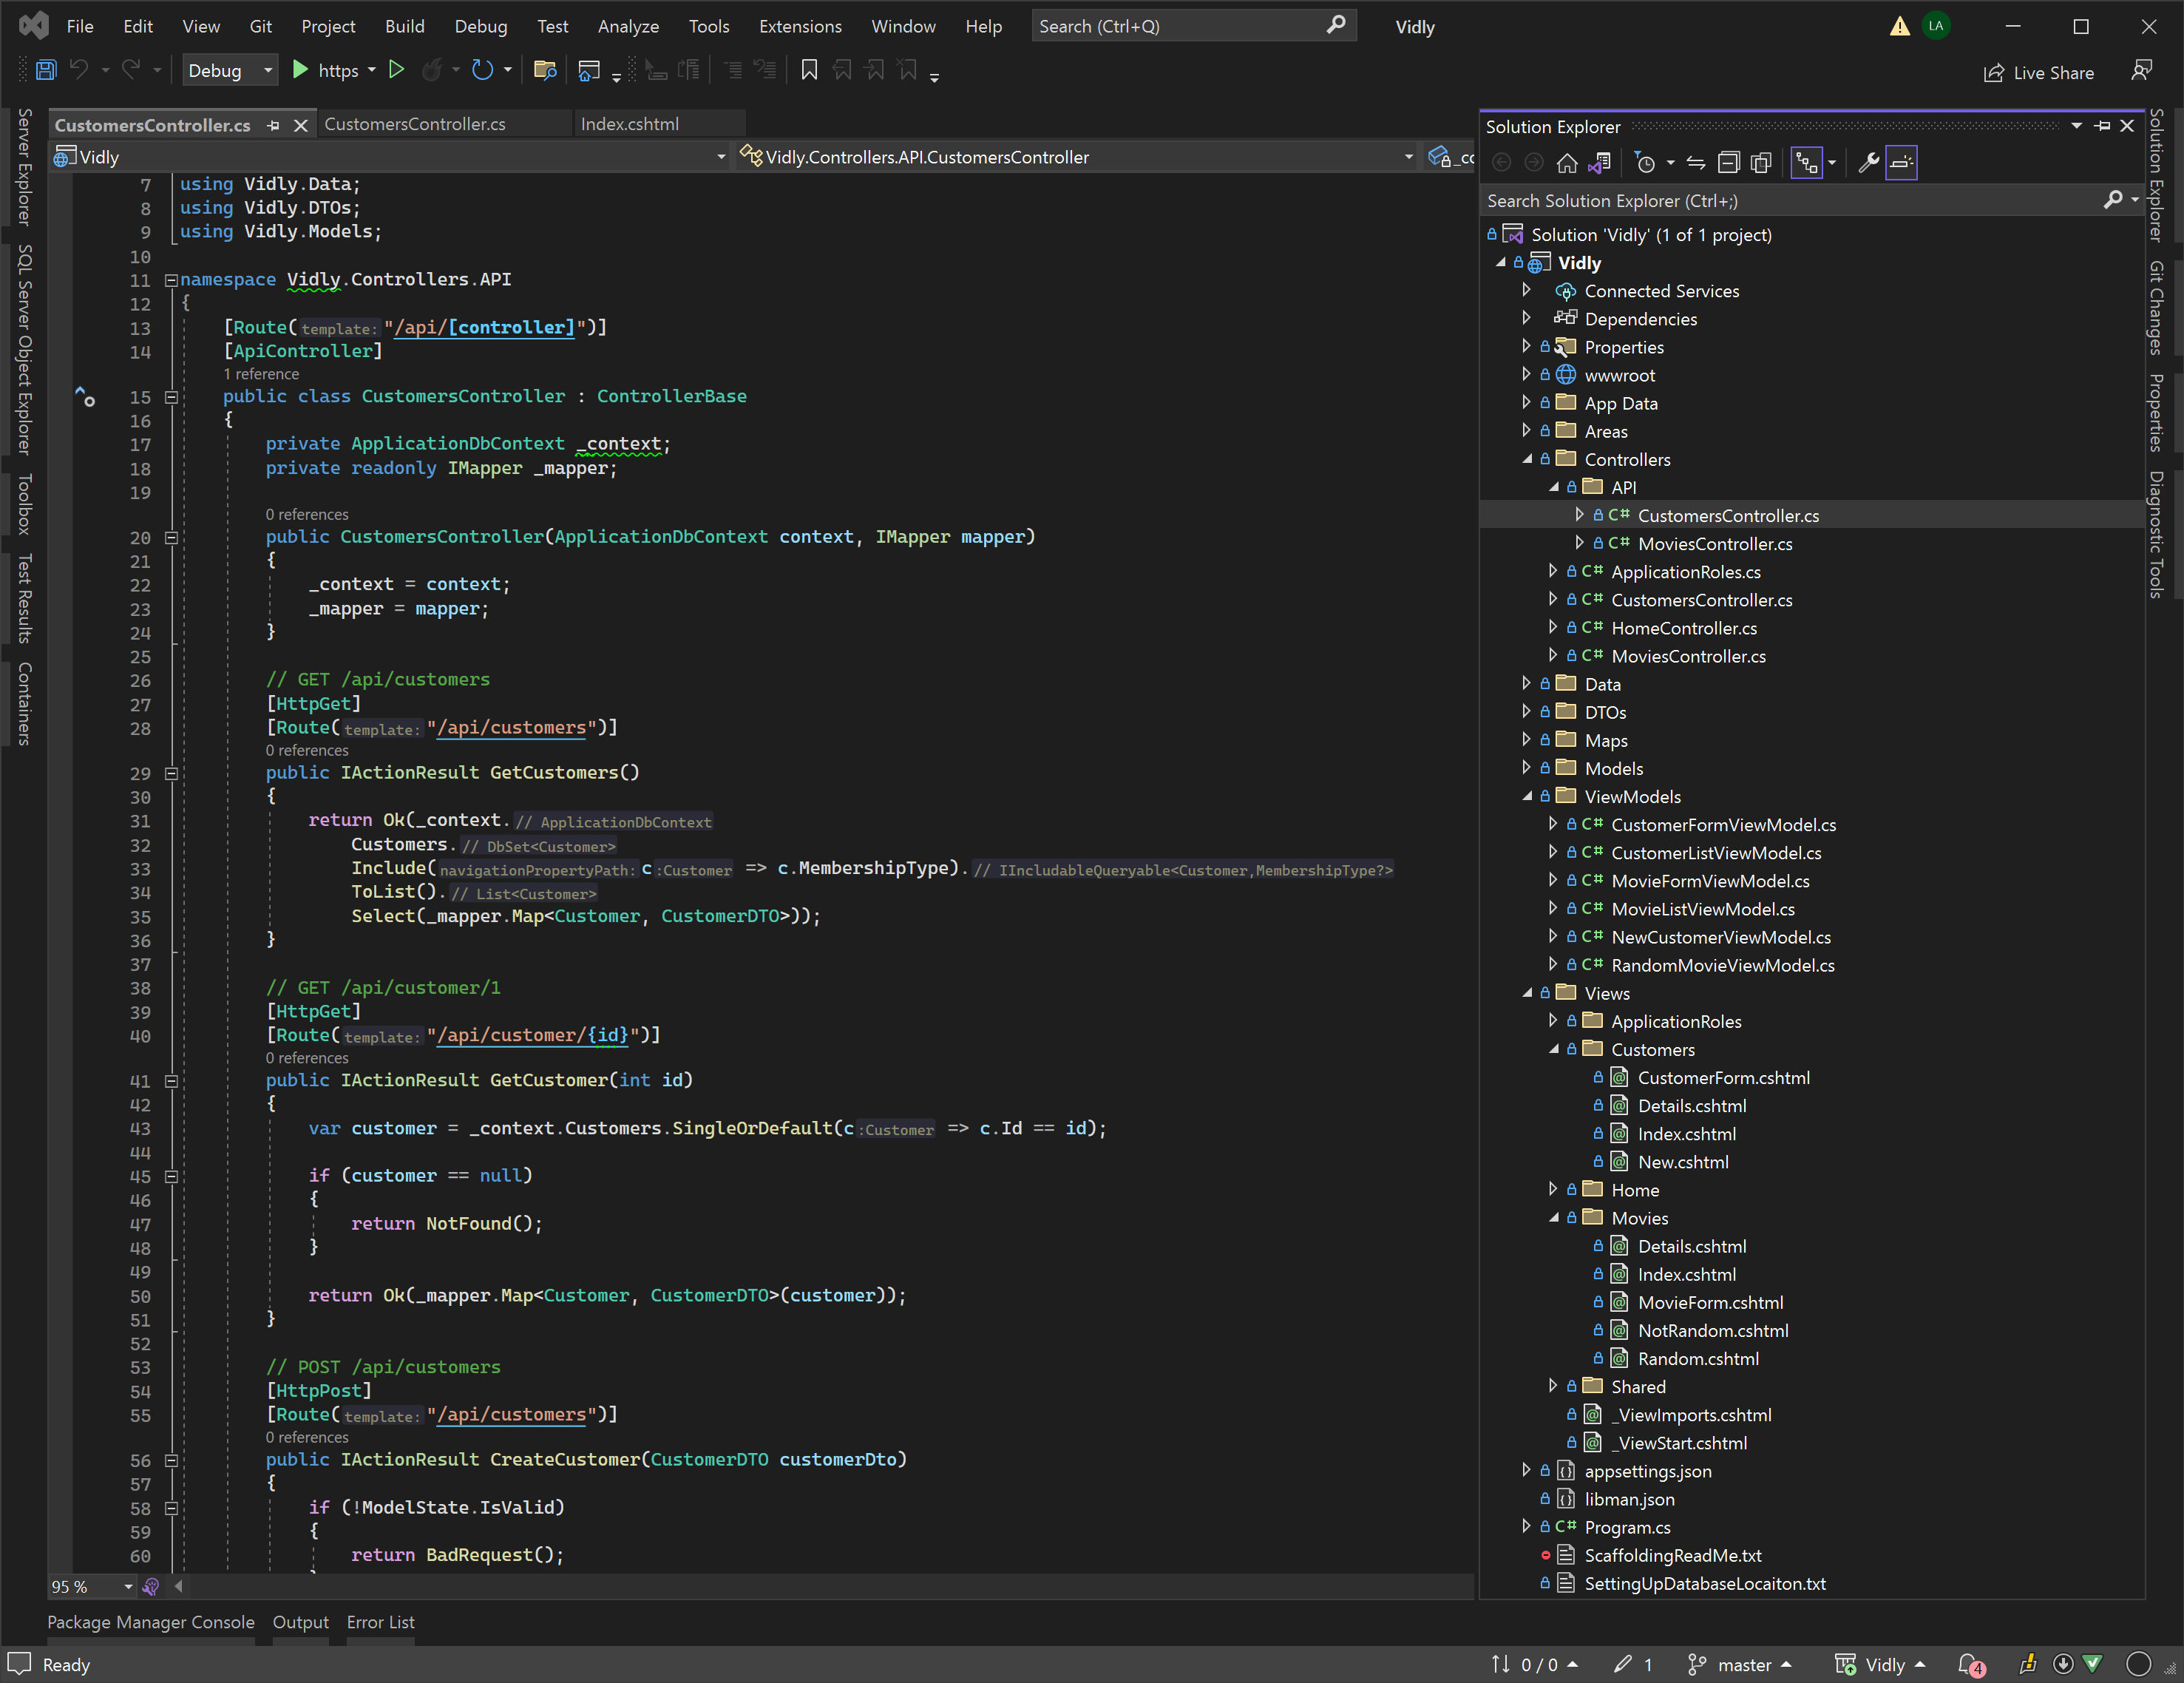 File Edit View Git Project Build Debug Test Analyze Tools Extensions Window Help Search (Ctrl+Q) Vidly LA
Debug https Live Share
Server Explorer
SQL Server Object Explorer
Toolbox
Test Results
Containers
CustomersController.cs CustomersController.cs Index.cshtml
Vidly Vidly.Controllers.API.CustomersController _cc
7 using Vidly.Data;
8 using Vidly.DTOs;
9 using Vidly.Models;
10
11 namespace Vidly.Controllers.API
12 {
13 [Route(template: "/api/[controller]")]
14 [ApiController]
1 reference
15 public class CustomersController : ControllerBase
16 {
17 private ApplicationDbContext _context;
18 private readonly IMapper _mapper;
19
0 references
20 public CustomersController(ApplicationDbContext context, IMapper mapper)
21 {
22 _context = context;
23 _mapper = mapper;
24 }
25
26 // GET /api/customers
27 [HttpGet]
28 [Route(template: "/api/customers")]
0 references
29 public IActionResult GetCustomers()
30 {
31 return Ok(_context. // ApplicationDbContext
32 Customers. // DbSet<Customer>
33 Include(navigationPropertyPath: c:Customer => c.MembershipType). // IIncludableQueryable<Customer,MembershipType?>
34 ToList(). // List<Customer>
35 Select(_mapper.Map<Customer, CustomerDTO>));
36 }
37
38 // GET /api/customer/1
39 [HttpGet]
40 [Route(template: "/api/customer/{id}")]
0 references
41 public IActionResult GetCustomer(int id)
42 {
43 var customer = _context.Customers.SingleOrDefault(c:Customer => c.Id == id);
44
45 if (customer == null)
46 {
47 return NotFound();
48 }
49
50 return Ok(_mapper.Map<Customer, CustomerDTO>(customer));
51 }
52
53 // POST /api/customers
54 [HttpPost]
55 [Route(template: "/api/customers")]
0 references
56 public IActionResult CreateCustomer(CustomerDTO customerDto)
57 {
58 if (!ModelState.IsValid)
59 {
60 return BadRequest();
95 %
Solution Explorer
Search Solution Explorer (Ctrl+;)
Solution 'Vidly' (1 of 1 project)
Vidly
Connected Services
Dependencies
Properties
wwwroot
App Data
Areas
Controllers
API
C# CustomersController.cs
C# MoviesController.cs
C# ApplicationRoles.cs
C# CustomersController.cs
C# HomeController.cs
C# MoviesController.cs
Data
DTOs
Maps
Models
ViewModels
C# CustomerFormViewModel.cs
C# CustomerListViewModel.cs
C# MovieFormViewModel.cs
C# MovieListViewModel.cs
C# NewCustomerViewModel.cs
C# RandomMovieViewModel.cs
Views
ApplicationRoles
Customers
CustomerForm.cshtml
Details.cshtml
Index.cshtml
New.cshtml
Home
Movies
Details.cshtml
Index.cshtml
MovieForm.cshtml
NotRandom.cshtml
Random.cshtml
Shared
_ViewImports.cshtml
_ViewStart.cshtml
appsettings.json
libman.json
C# Program.cs
ScaffoldingReadMe.txt
SettingUpDatabaseLocaiton.txt
Solution Explorer
Git Changes
Properties
Diagnostic Tools
Package Manager Console Output Error List
Ready 0 / 0 1 master Vidly 4